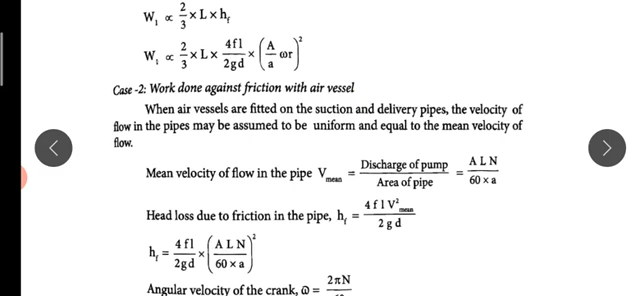 W₁ ∝ 2/3 × L × h_f
W₁ ∝ 2/3 × L × 4fl/2gd × (A/a ωr)²
Case -2: Work done against friction with air vessel
When air vessels are fitted on the suction and delivery pipes, the velocity of
flow in the pipes may be assumed to be uniform and equal to the mean velocity of
flow.
Mean velocity of flow in the pipe V_mean = Discharge of pump/Area of pipe = A L N/60 x a
Head loss due to friction in the pipe, h_f = 4 f l V²_mean/2 g d
h_f = 4 fl/2gd × (A L N/60 × a)²
Angular velocity of the crank, ω = 2πN